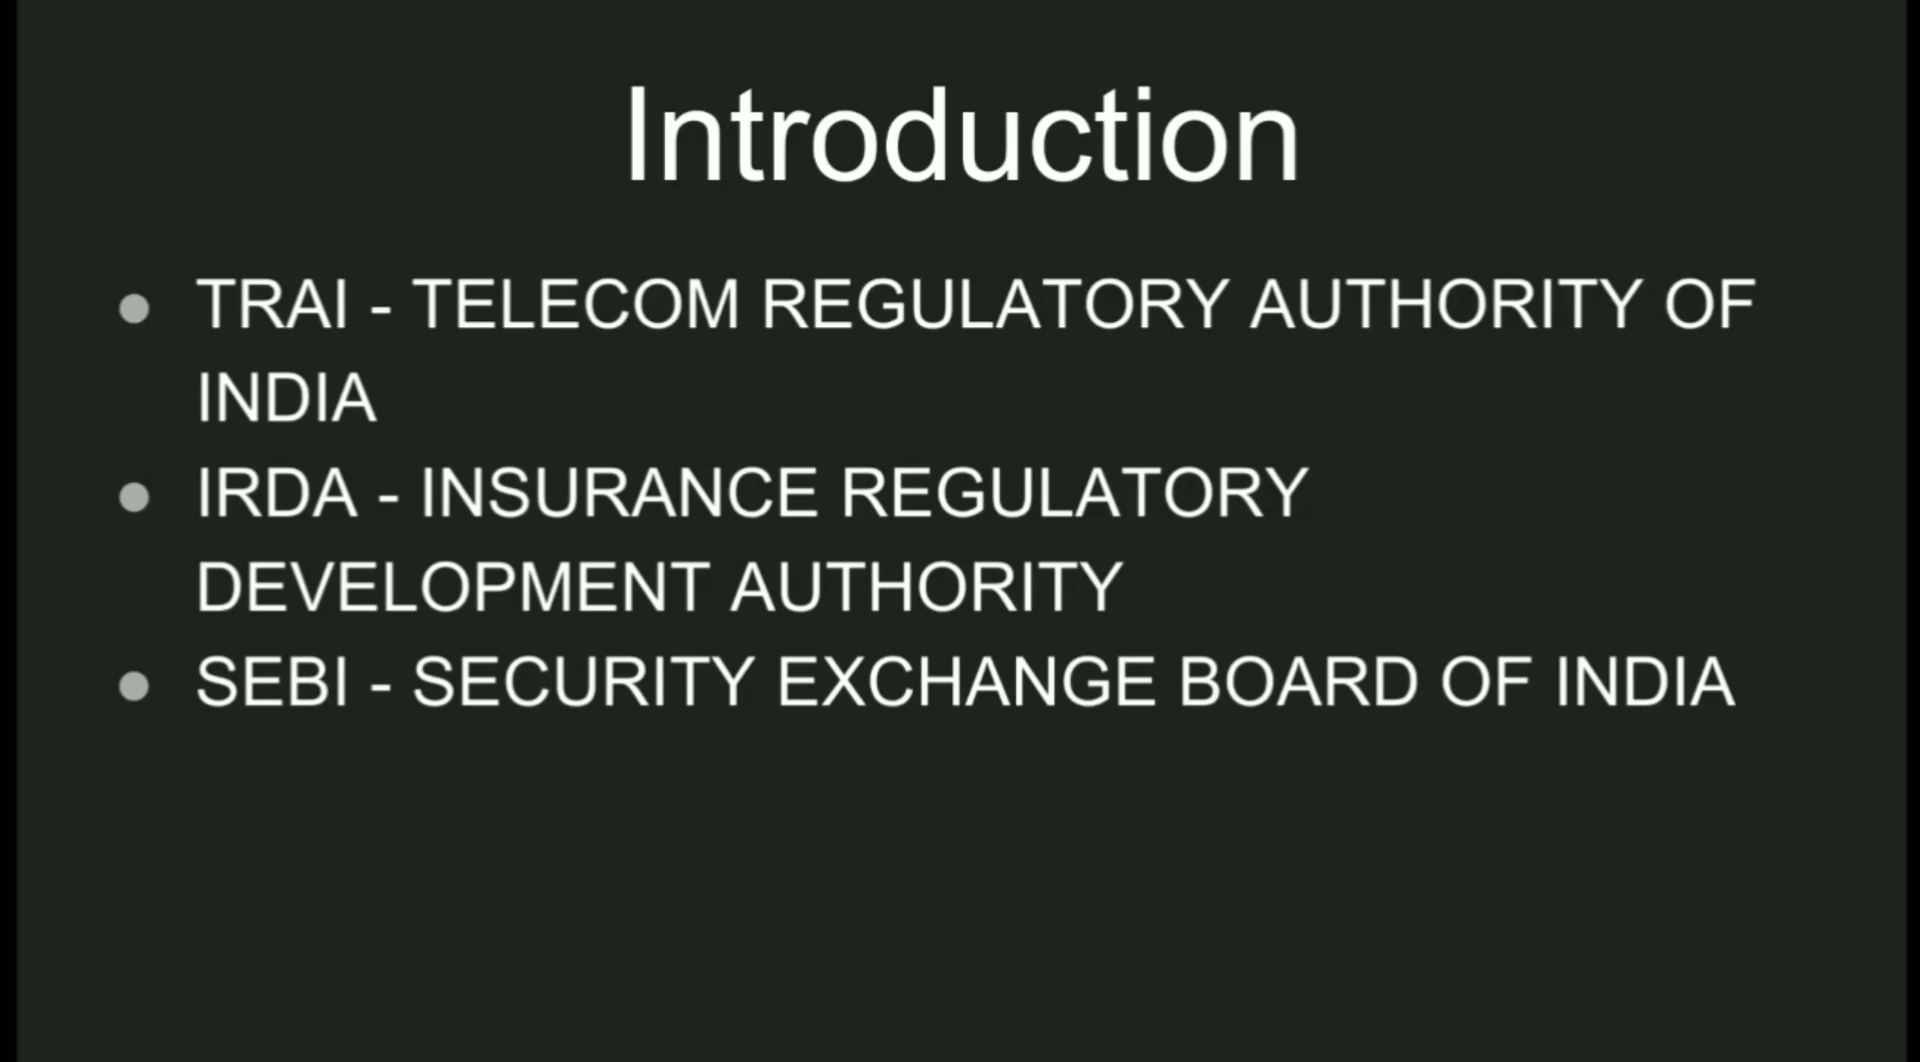 Introduction
TRAI - TELECOM REGULATORY AUTHORITY OF
INDIA
IRDA - INSURANCE REGULATORY
DEVELOPMENT AUTHORITY
SEBI - SECURITY EXCHANGE BOARD OF INDIA